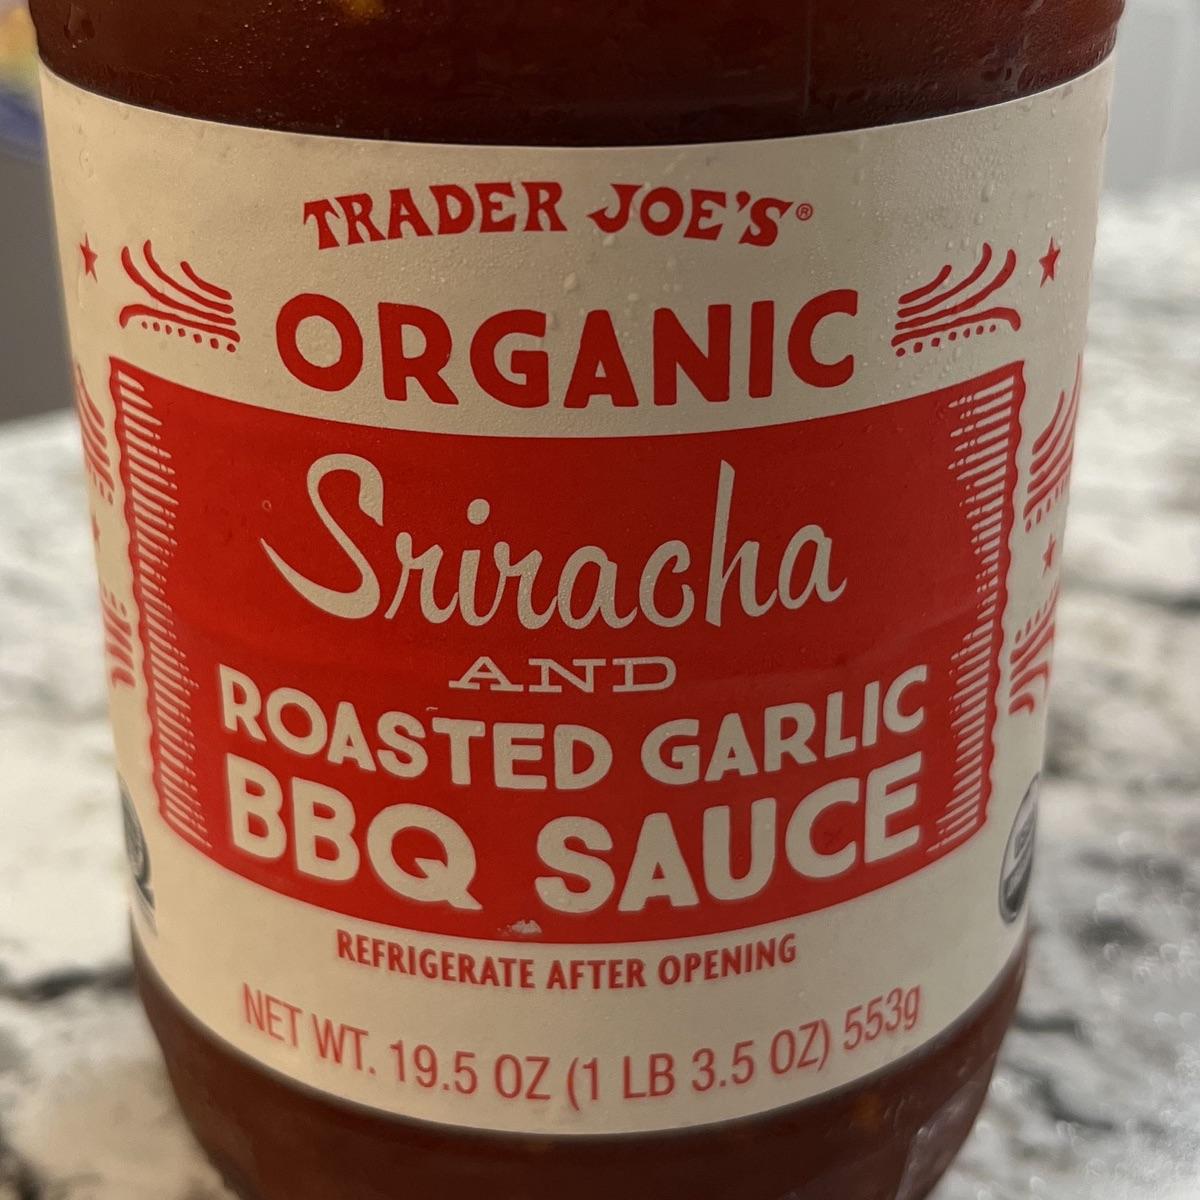 TRADER JOE'S®
ORGANIC
Sriracha
AND
ROASTED GARLIC
BBQ SAUCE
REFRIGERATE AFTER OPENING
NET WT. 19.5 OZ (1 LB 3.5 OZ) 553g